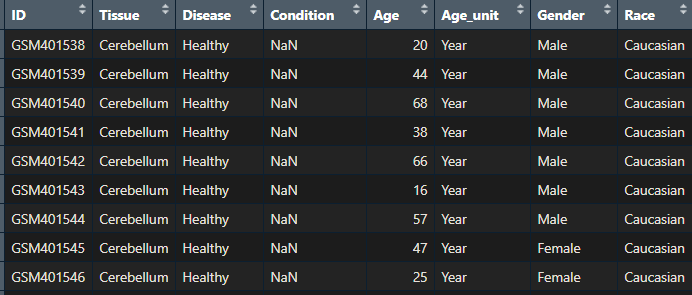 ID Tissue Disease Condition Age Age_unit Gender Race
GSM401538 Cerebellum Healthy NaN 20 Year Male Caucasian
GSM401539 Cerebellum Healthy NaN 44 Year Male Caucasian
GSM401540 Cerebellum Healthy NaN 68 Year Male Caucasian
GSM401541 Cerebellum Healthy NaN 38 Year Male Caucasian
GSM401542 Cerebellum Healthy NaN 66 Year Male Caucasian
GSM401543 Cerebellum Healthy NaN 16 Year Male Caucasian
GSM401544 Cerebellum Healthy NaN 57 Year Male Caucasian
GSM401545 Cerebellum Healthy NaN 47 Year Female Caucasian
GSM401546 Cerebellum Healthy NaN 25 Year Female Caucasian